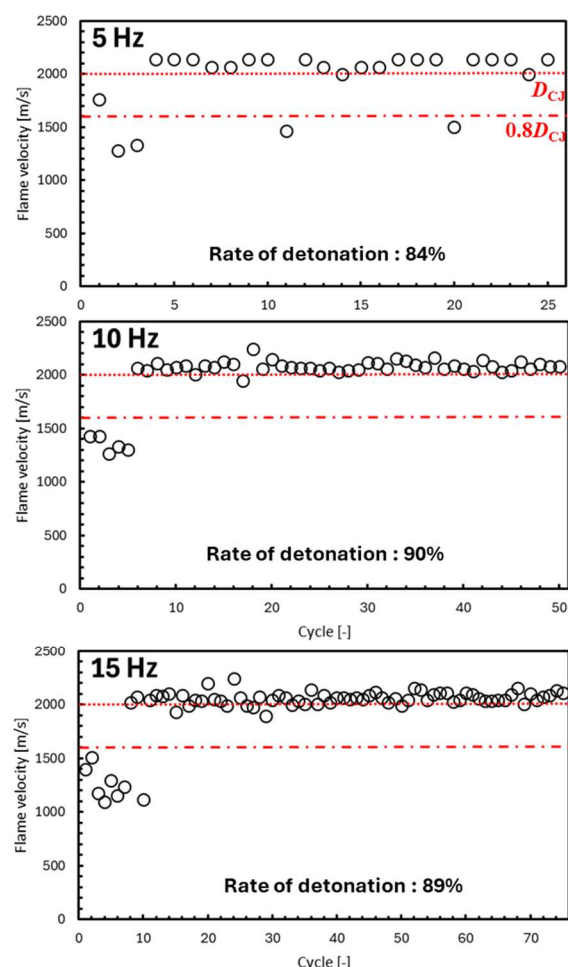 5 Hz
Flame velocity [m/s]
2500
2000
1500
1000
500
0
D_CJ
0.8D_CJ
Rate of detonation : 84%
0 5 10 15 20 25
10 Hz
Flame velocity [m/s]
2500
2000
1500
1000
500
0
Rate of detonation : 90%
0 10 20 30 40 50
Cycle [-]
15 Hz
Flame velocity [m/s]
2500
2000
1500
1000
500
0
Rate of detonation : 89%
0 10 20 30 40 50 60 70
Cycle [-]